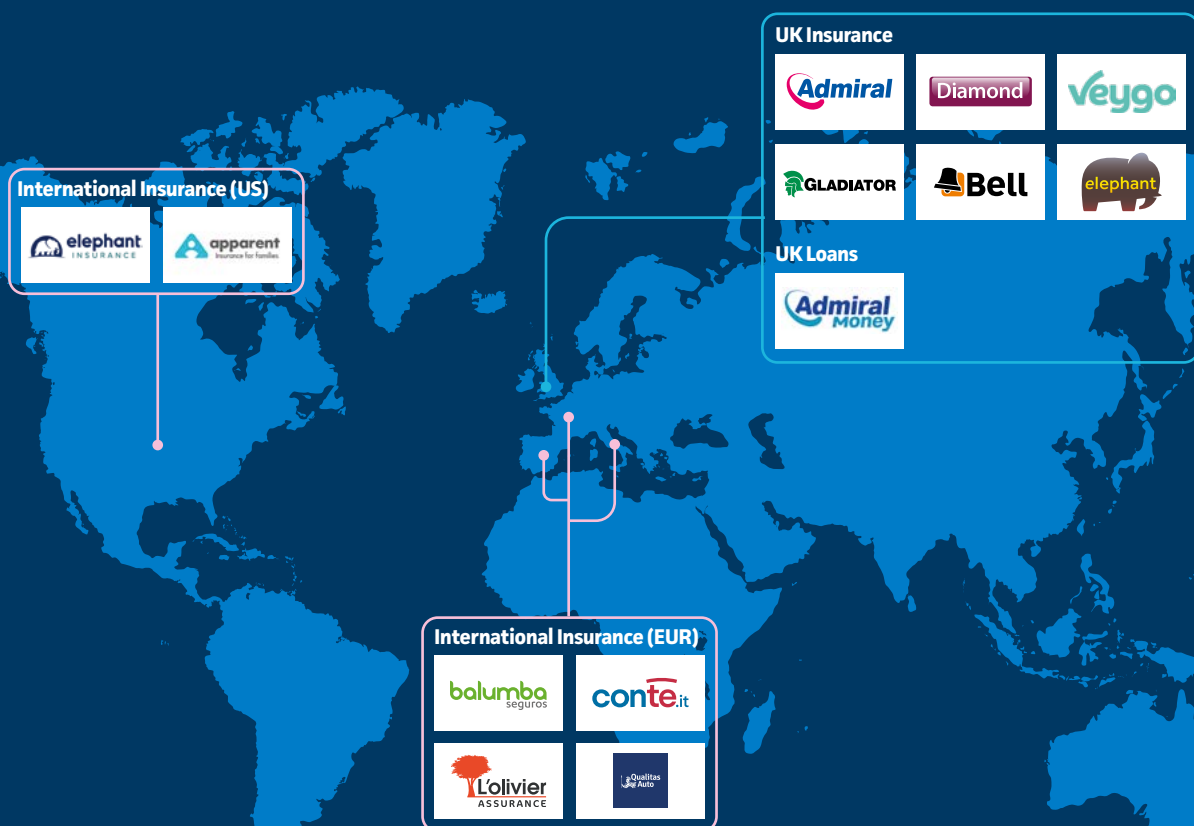 UK Insurance
Admiral
Diamond
Veygo
GLADIATOR
Bell
elephant
UK Loans
Admiral
Money
International Insurance (US)
elephant
INSURANCE
apparent
Insurance for families
International Insurance (EUR)
balumba
seguros
conte.it
L'olivier
ASSURANCE
Qualitas
Auto